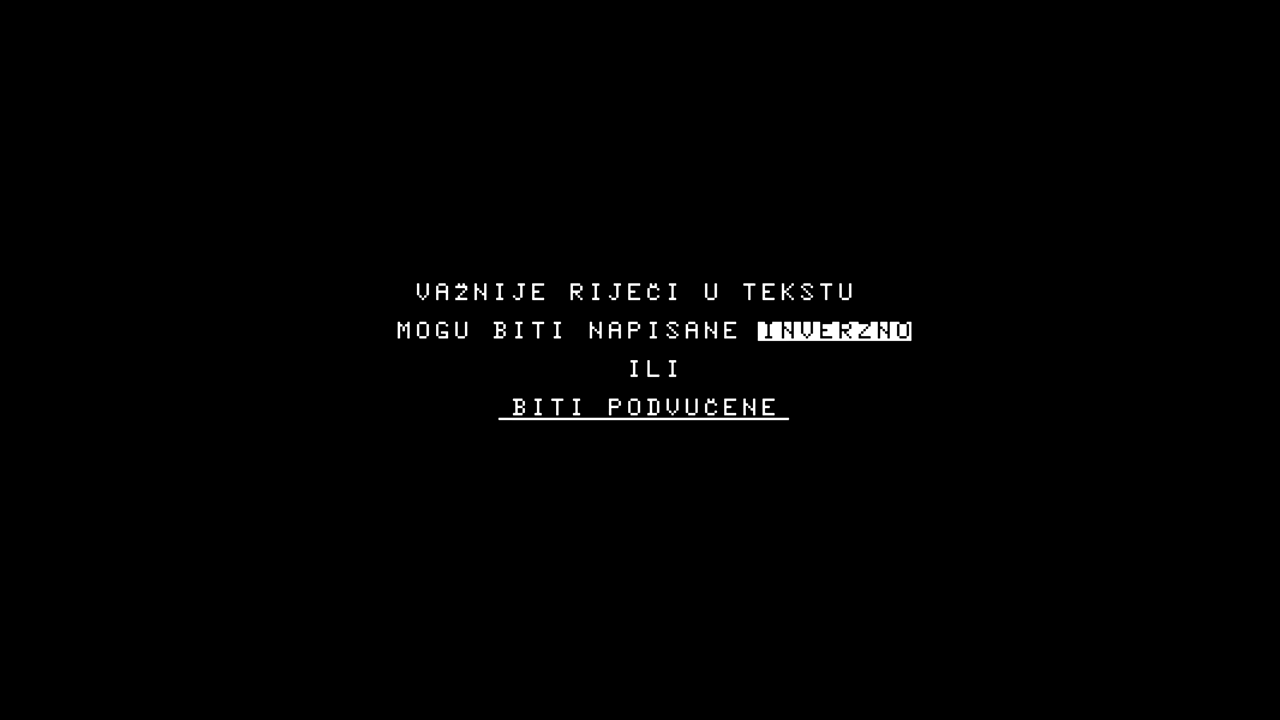 VAŽNIJE RIJEČI U TEKSTU
MOGU BITI NAPISANE INVERZNO
ILI
BITI PODVUČENE